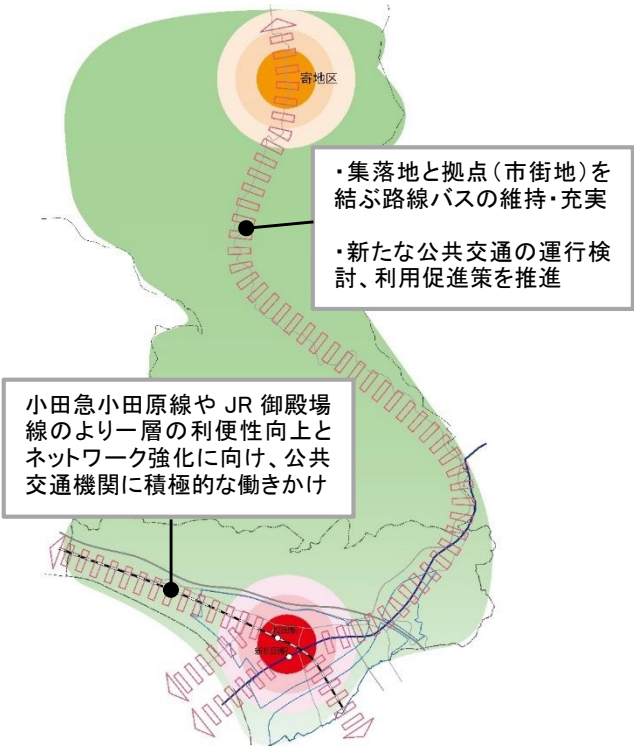 寄地区
・集落地と拠点(市街地)を
結ぶ路線バスの維持・充実
・新たな公共交通の運行検
討、利用促進策を推進
小田急小田原線や JR 御殿場
線のより一層の利便性向上と
ネットワーク強化に向け、公共
交通機関に積極的な働きかけ